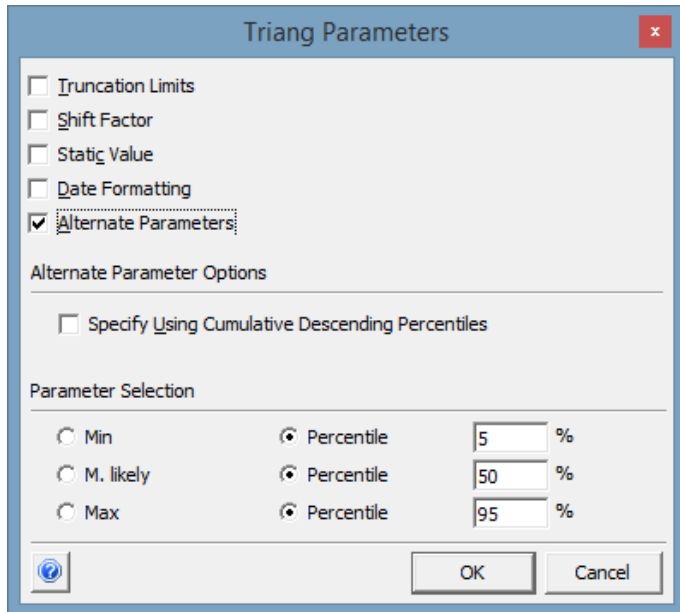 Triang Parameters
x
Truncation Limits
Shift Factor
Static Value
Date Formatting
Alternate Parameters
Alternate Parameter Options
Specify Using Cumulative Descending Percentiles
Parameter Selection
Min Percentile 5 %
M. likely Percentile 50 %
Max Percentile 95 %
? OK Cancel